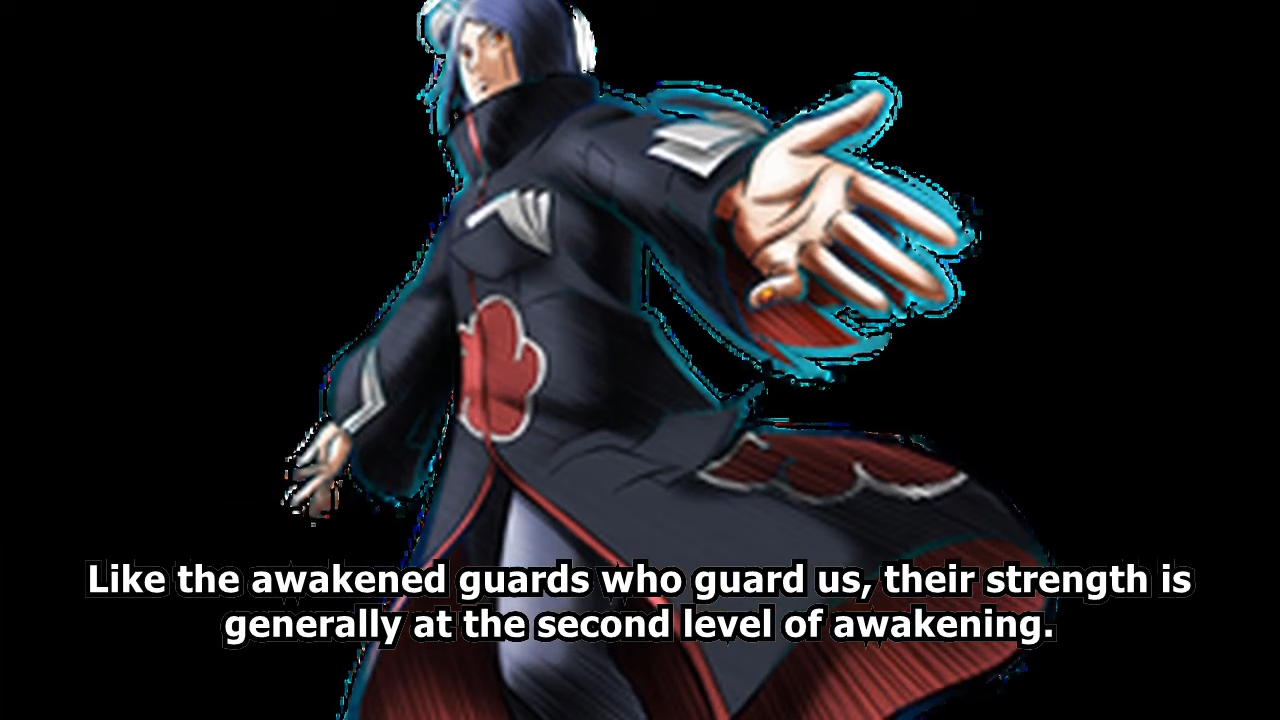 Like the awakened guards who guard us, their strength is
generally at the second level of awakening.